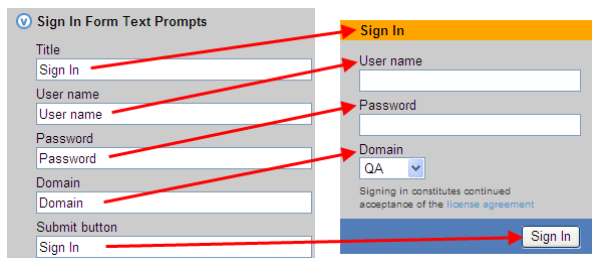 Sign In Form Text Prompts
Title
Sign In
User name
User name
Password
Password
Domain
Domain
Submit button
Sign In
Sign In
User name
Password
Domain
QA
Signing in constitutes continued
acceptance of the license agreement
Sign In